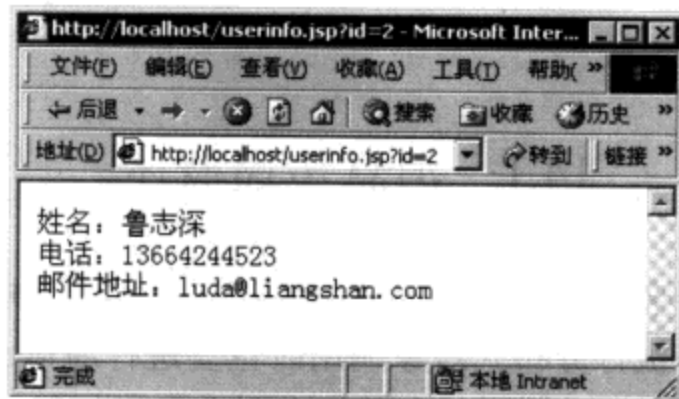 http://localhost/userinfo.jsp?id=2 - Microsoft Inter...
文件(F) 编辑(E) 查看(V) 收藏(A) 工具(T) 帮助( »
后退 搜索 收藏 历史 »
地址(D) http://localhost/userinfo.jsp?id=2 转到 链接 »
姓名：鲁志深
电话：13664244523
邮件地址：luda@liangshan.com
完成 本地 Intranet